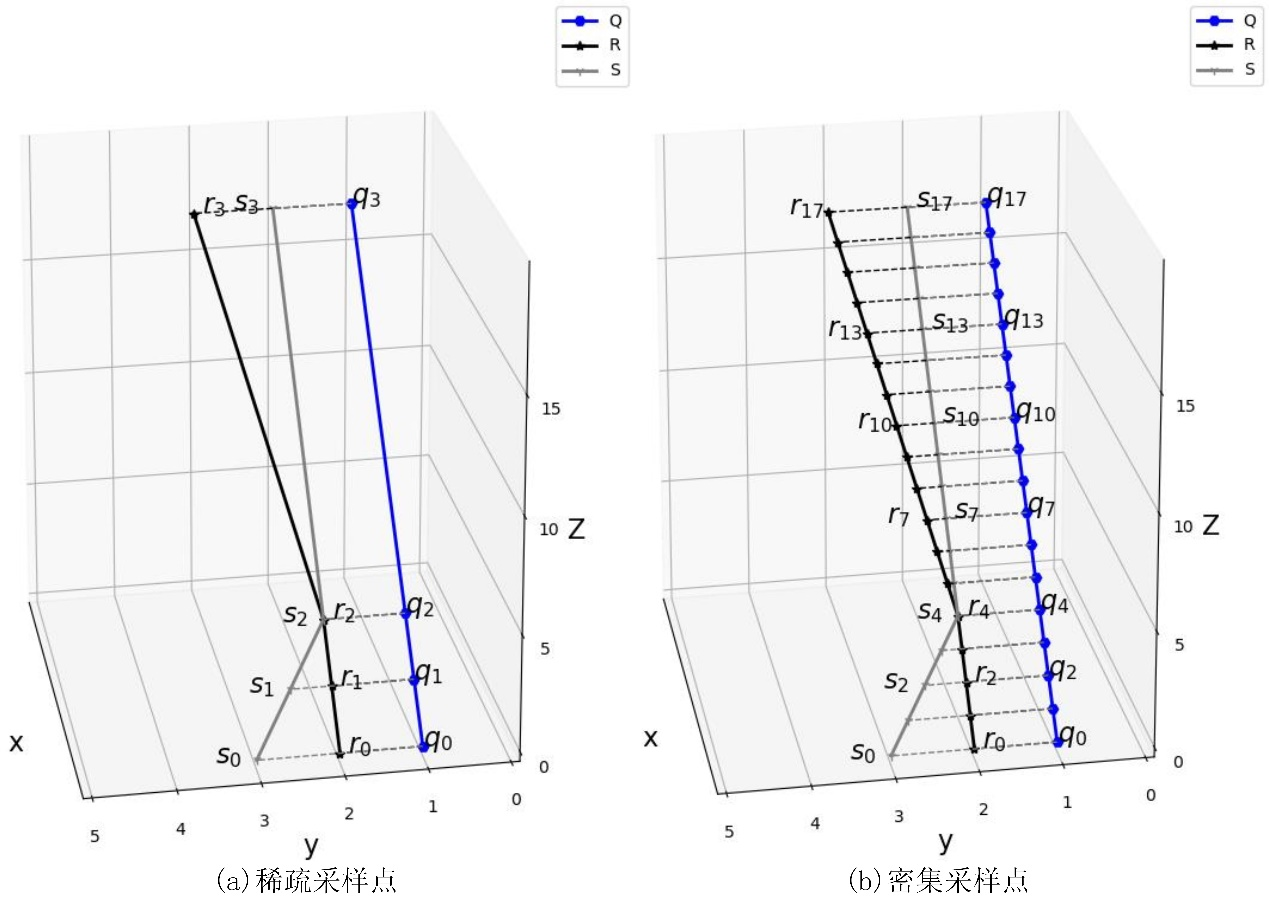 Q
R
S
r3 s3 q3
s2 r2 q2
s1 r1 q1
s0 r0 q0
15
10 Z
5
0
x
5 4 3 2 1 0
y
(a)稀疏采样点
Q
R
S
r17 s17 q17
r13 s13 q13
r10 s10 q10
r7 s7 q7
s4 r4 q4
s2 r2 q2
s0 r0 q0
15
10 Z
5
0
x
5 4 3 2 1 0
y
(b)密集采样点